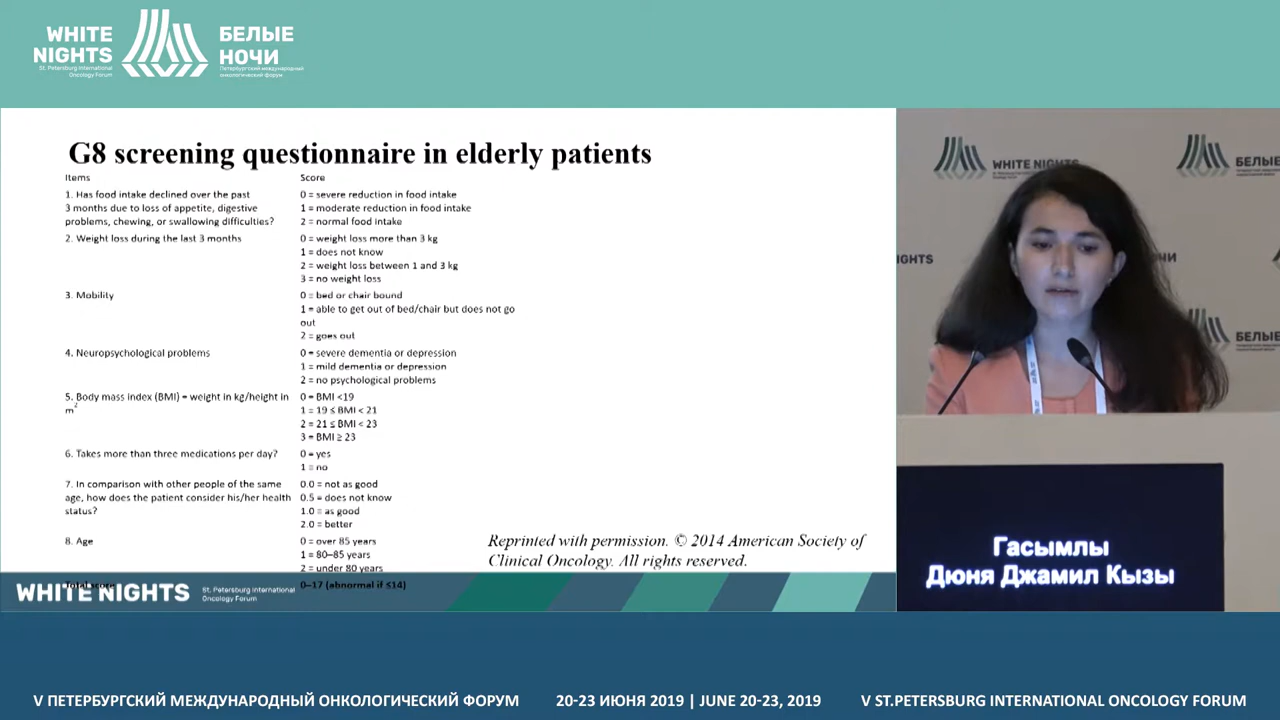 WHITE
NIGHTS
St. Petersburg International
Oncology Forum
БЕЛЫЕ
НОЧИ
Петербургский международный
онкологический форум
G8 screening questionnaire in elderly patients
Items Score
1. Has food intake declined over the past
3 months due to loss of appetite, digestive
problems, chewing, or swallowing difficulties?
0 = severe reduction in food intake
1 = moderate reduction in food intake
2 = normal food intake
2. Weight loss during the last 3 months
0 = weight loss more than 3 kg
1 = does not know
2 = weight loss between 1 and 3 kg
3 = no weight loss
3. Mobility
0 = bed or chair bound
1 = able to get out of bed/chair but does not go
out
2 = goes out
4. Neuropsychological problems
0 = severe dementia or depression
1 = mild dementia or depression
2 = no psychological problems
5. Body mass index (BMI) = weight in kg/height in
m²
0 = BMI <19
1 = 19 ≤ BMI < 21
2 = 21 ≤ BMI < 23
3 = BMI ≥ 23
6. Takes more than three medications per day?
0 = yes
1 = no
7. In comparison with other people of the same
age, how does the patient consider his/her health
status?
0.0 = not as good
0.5 = does not know
1.0 = as good
2.0 = better
8. Age
0 = over 85 years
1 = 80–85 years
2 = under 80 years
Total score 0–17 (abnormal if ≤14)
Reprinted with permission. © 2014 American Society of
Clinical Oncology. All rights reserved.
WHITE NIGHTS
St. Petersburg International
Oncology Forum
WHITE NIGHTS
БЕЛЫЕ
GHTS
ЧИ
БЕЛЫЕ
Гасымлы
Дюня Джамил Кызы
V ПЕТЕРБУРГСКИЙ МЕЖДУНАРОДНЫЙ ОНКОЛОГИЧЕСКИЙ ФОРУМ
20-23 ИЮНЯ 2019 | JUNE 20-23, 2019
V ST.PETERSBURG INTERNATIONAL ONCOLOGY FORUM